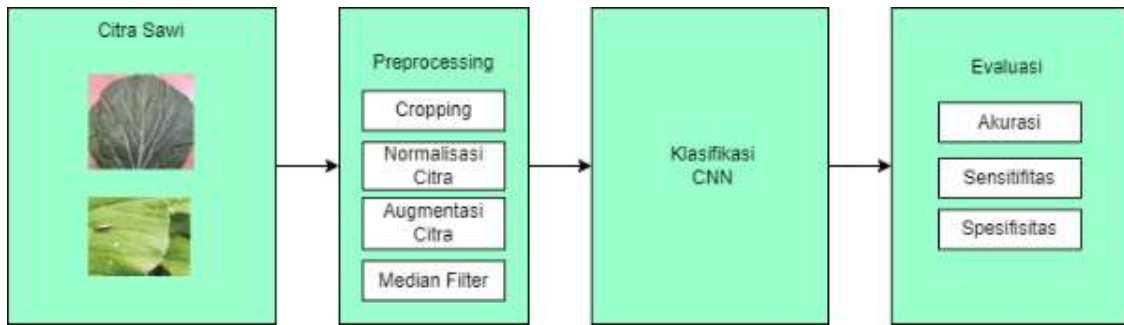 Citra Sawi
Preprocessing
Cropping
Normalisasi
Citra
Augmentasi
Citra
Median Filter
Klasifikasi
CNN
Evaluasi
Akurasi
Sensitifitas
Spesifisitas